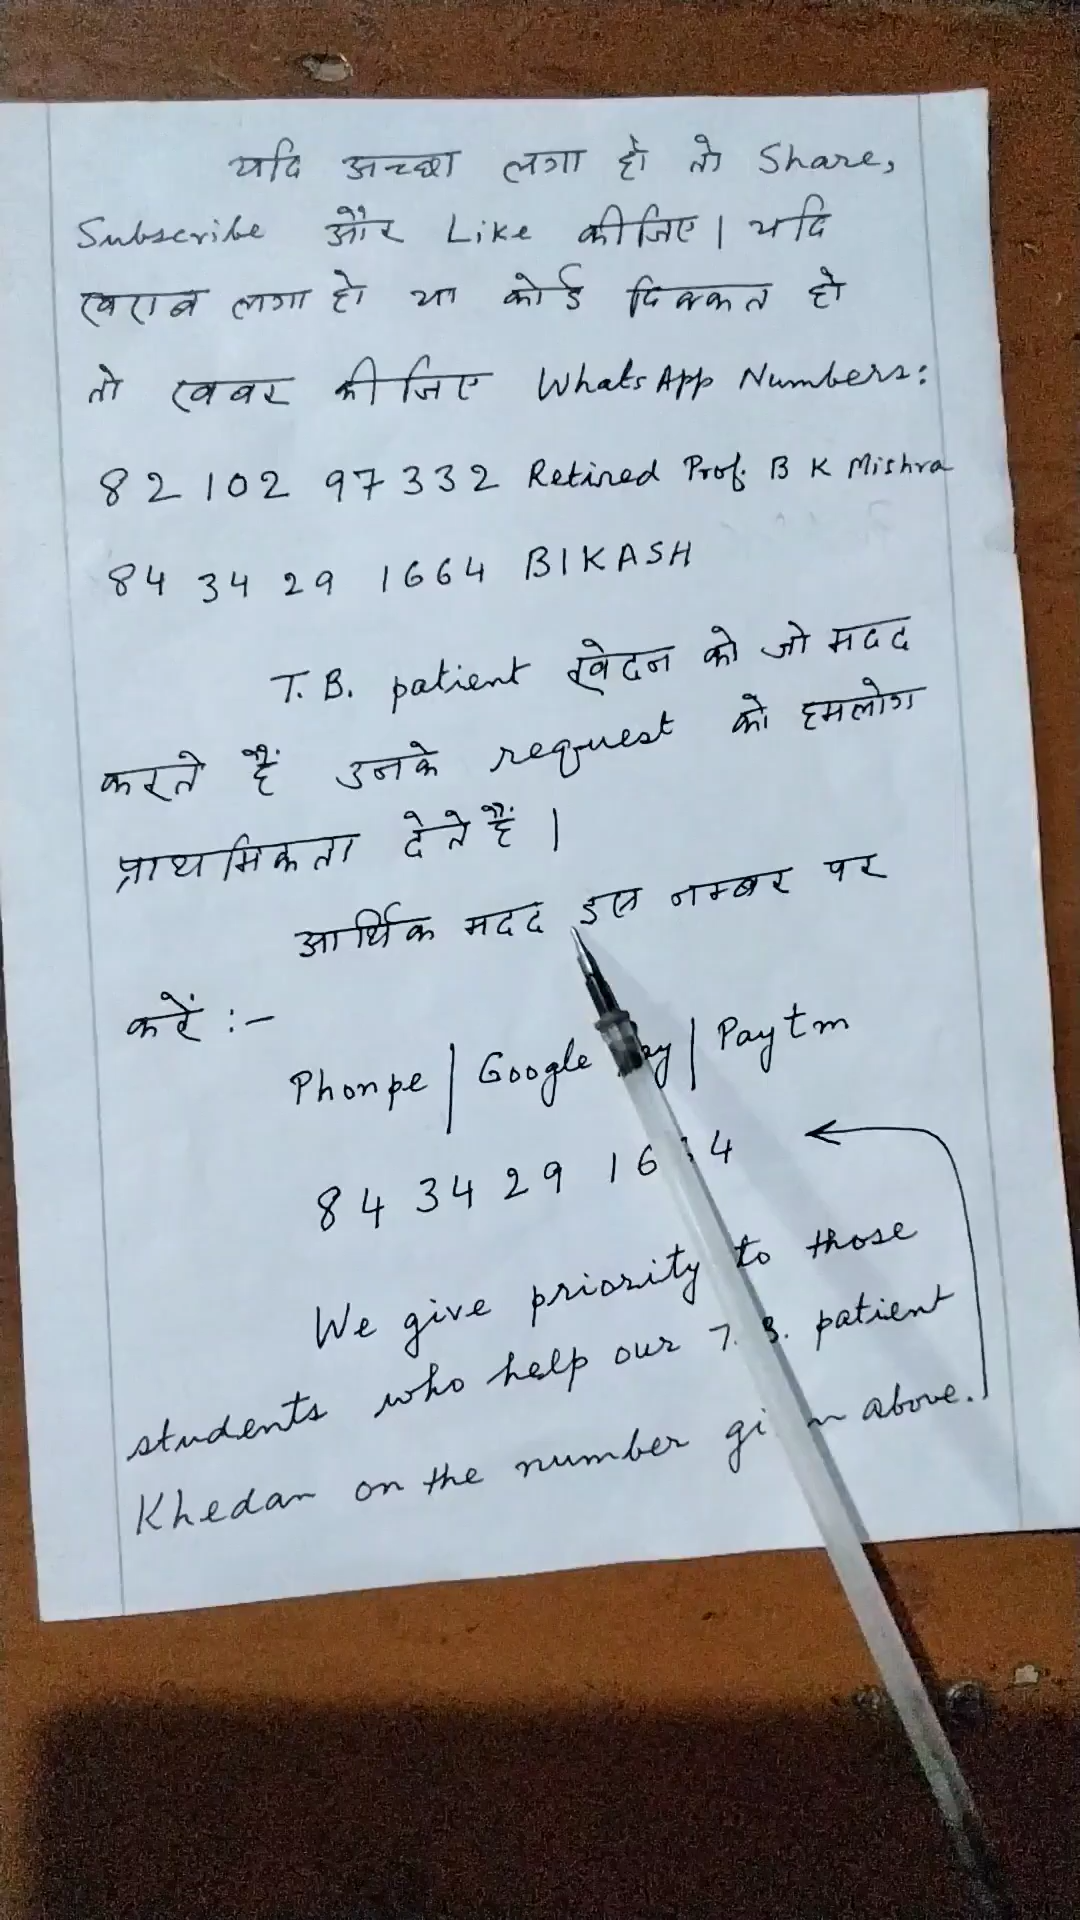 यदि अच्छा लगा हो तो Share,
Subscribe और Like कीजिए। यदि
खराब लगा हो या कोई दिक्कत हो
तो खबर कीजिए WhatsApp Numbers:
82 102 97332 Retired Prof. B K Mishra
84 34 29 1664 BIKASH
T.B. patient खेदन को जो मदद
करते हैं उनके request को हमलोग
प्राथमिकता देते हैं।
आर्थिक मदद इस नम्बर पर
करें :-
Phonpe | Google | Paytm
84 34 29
We give priority to those
students who help our patient
Khedan on the number above.